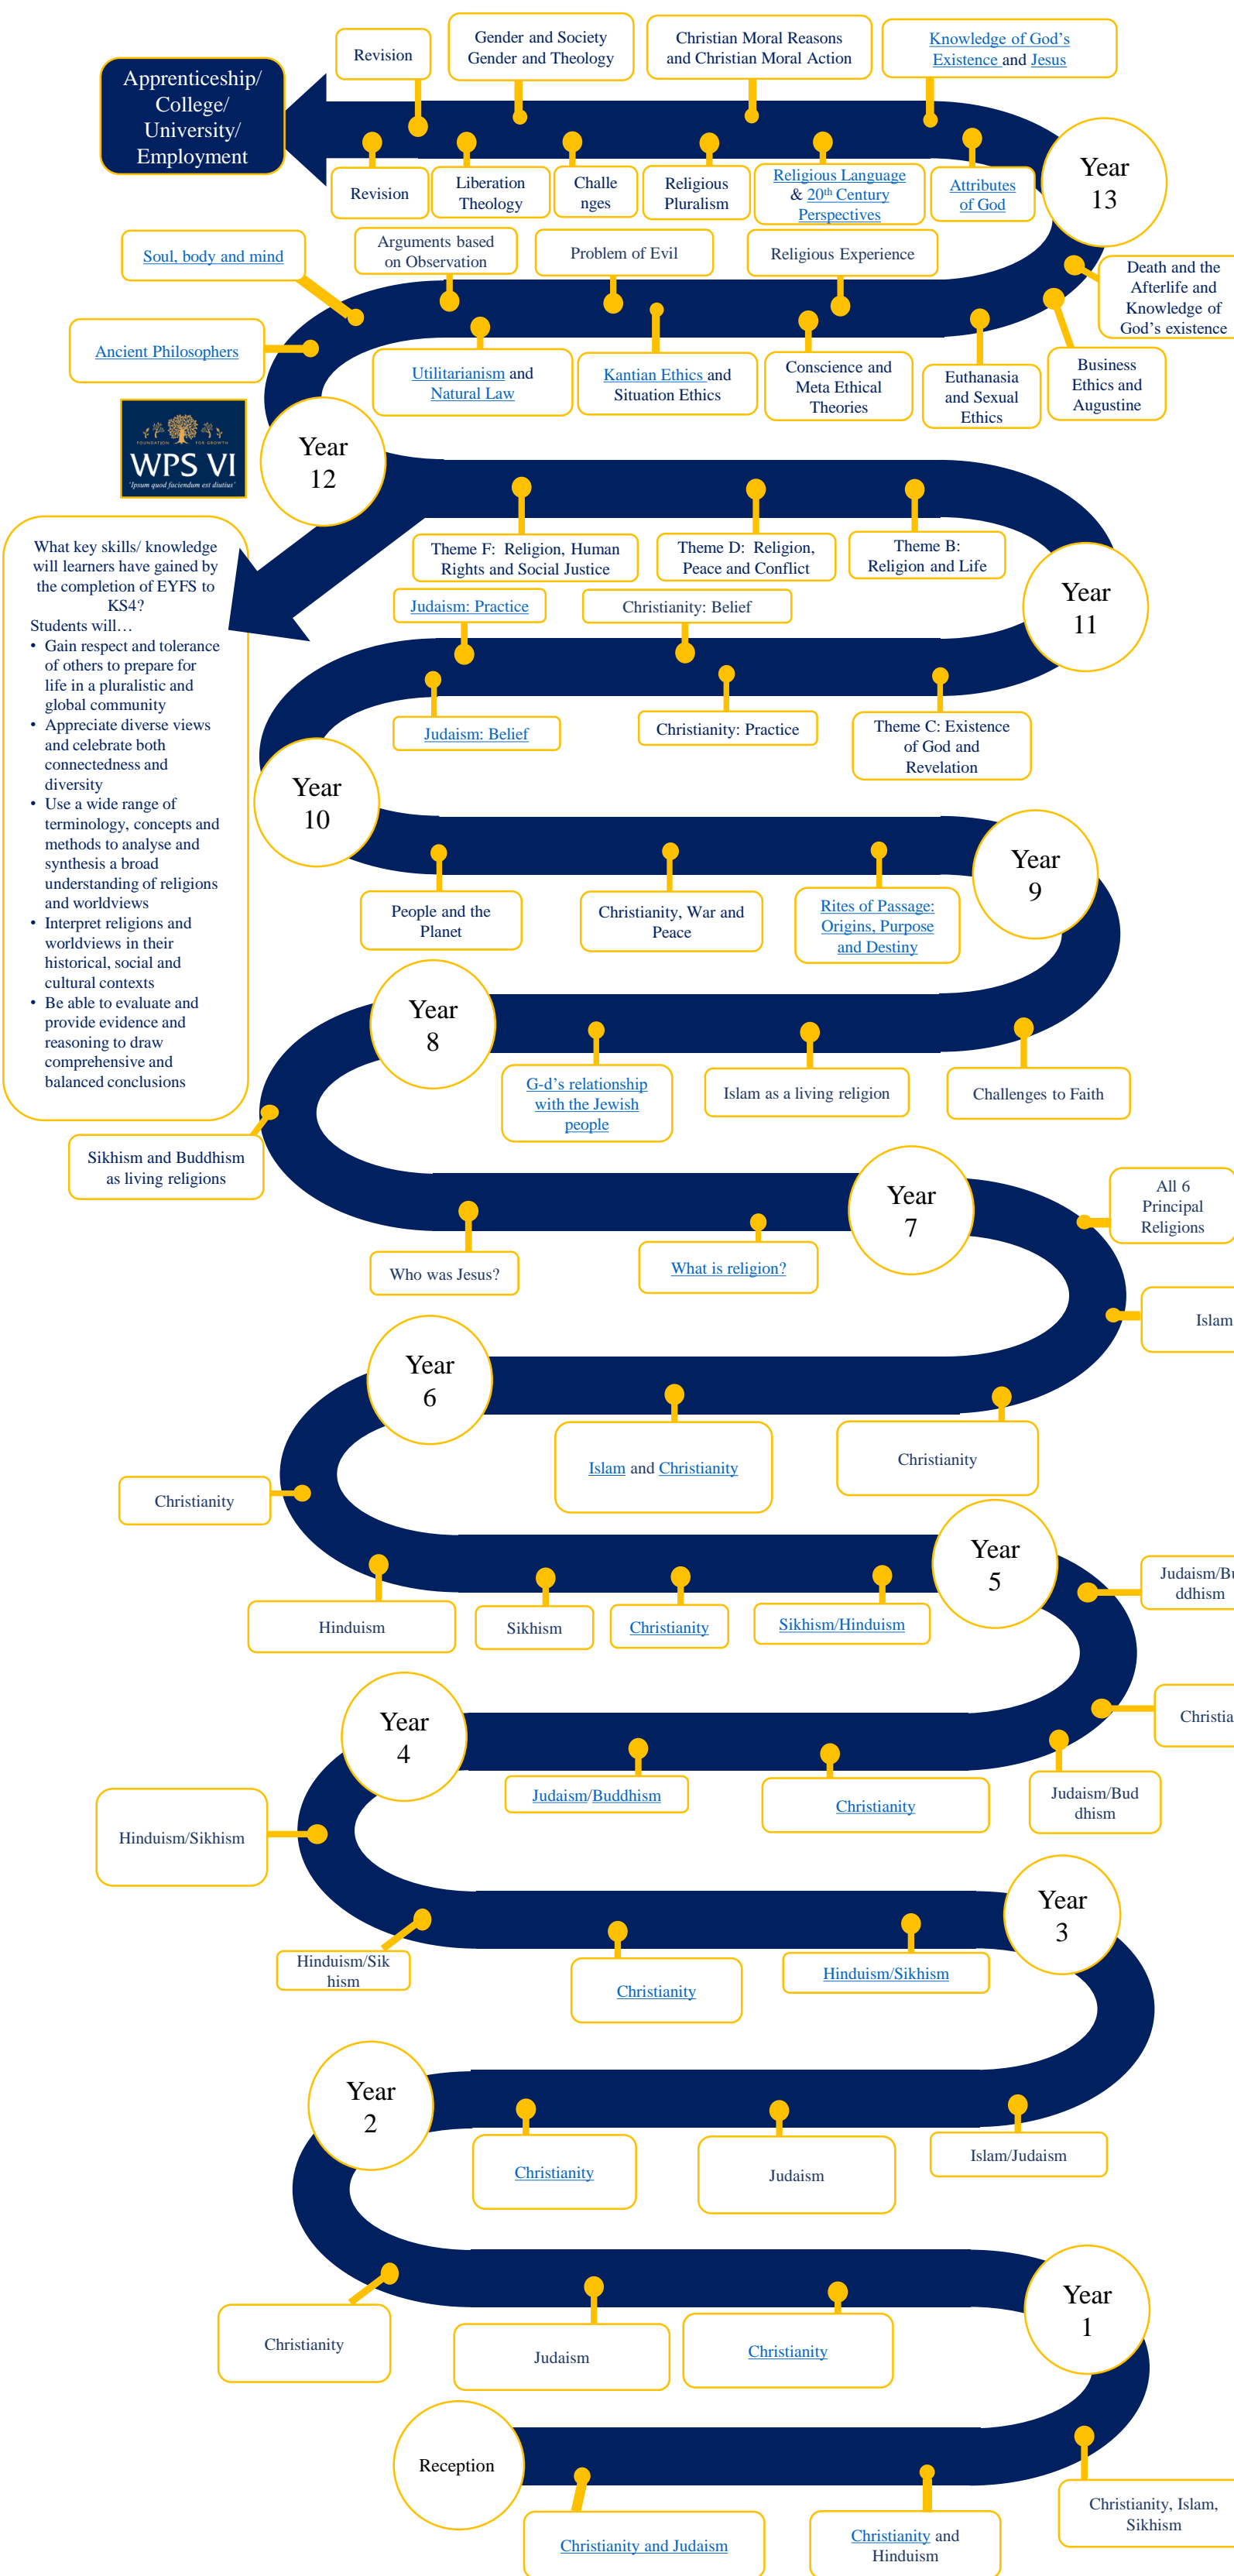 Revision
Gender and Society
Gender and Theology
Christian Moral Reasons
and Christian Moral Action
Knowledge of God's
Existence and Jesus
Apprenticeship/
College/
University/
Employment
Year
13
Revision
Liberation
Theology
Challe
nges
Religious
Pluralism
Religious Language
& 20th Century
Perspectives
Attributes
of God
Soul, body and mind
Arguments based
on Observation
Problem of Evil
Religious Experience
Death and the
Afterlife and
Knowledge of
God's existence
Ancient Philosophers
Utilitarianism and
Natural Law
Kantian Ethics and
Situation Ethics
Conscience and
Meta Ethical
Theories
Euthanasia
and Sexual
Ethics
Business
Ethics and
Augustine
FOUNDATION FOR GROWTH
WPS VI
'Ipsum quod faciendum est diutius'
Year
12
What key skills/ knowledge
will learners have gained by
the completion of EYFS to
KS4?
Students will…
• Gain respect and tolerance
of others to prepare for
life in a pluralistic and
global community
• Appreciate diverse views
and celebrate both
connectedness and
diversity
• Use a wide range of
terminology, concepts and
methods to analyse and
synthesis a broad
understanding of religions
and worldviews
• Interpret religions and
worldviews in their
historical, social and
cultural contexts
• Be able to evaluate and
provide evidence and
reasoning to draw
comprehensive and
balanced conclusions
Theme F: Religion, Human
Rights and Social Justice
Theme D: Religion,
Peace and Conflict
Theme B:
Religion and Life
Year
11
Judaism: Practice
Christianity: Belief
Judaism: Belief
Christianity: Practice
Theme C: Existence
of God and
Revelation
Year
10
People and the
Planet
Christianity, War and
Peace
Rites of Passage:
Origins, Purpose
and Destiny
Year
9
Year
8
G-d's relationship
with the Jewish
people
Islam as a living religion
Challenges to Faith
Sikhism and Buddhism
as living religions
Who was Jesus?
What is religion?
Year
7
All 6
Principal
Religions
Islam
Year
6
Islam and Christianity
Christianity
Christianity
Hinduism
Sikhism
Christianity
Sikhism/Hinduism
Year
5
Judaism/Bu
ddhism
Christia
Year
4
Judaism/Buddhism
Christianity
Judaism/Bud
dhism
Hinduism/Sikhism
Hinduism/Sik
hism
Christianity
Hinduism/Sikhism
Year
3
Year
2
Christianity
Judaism
Islam/Judaism
Christianity
Judaism
Christianity
Year
1
Reception
Christianity and Judaism
Christianity and
Hinduism
Christianity, Islam,
Sikhism